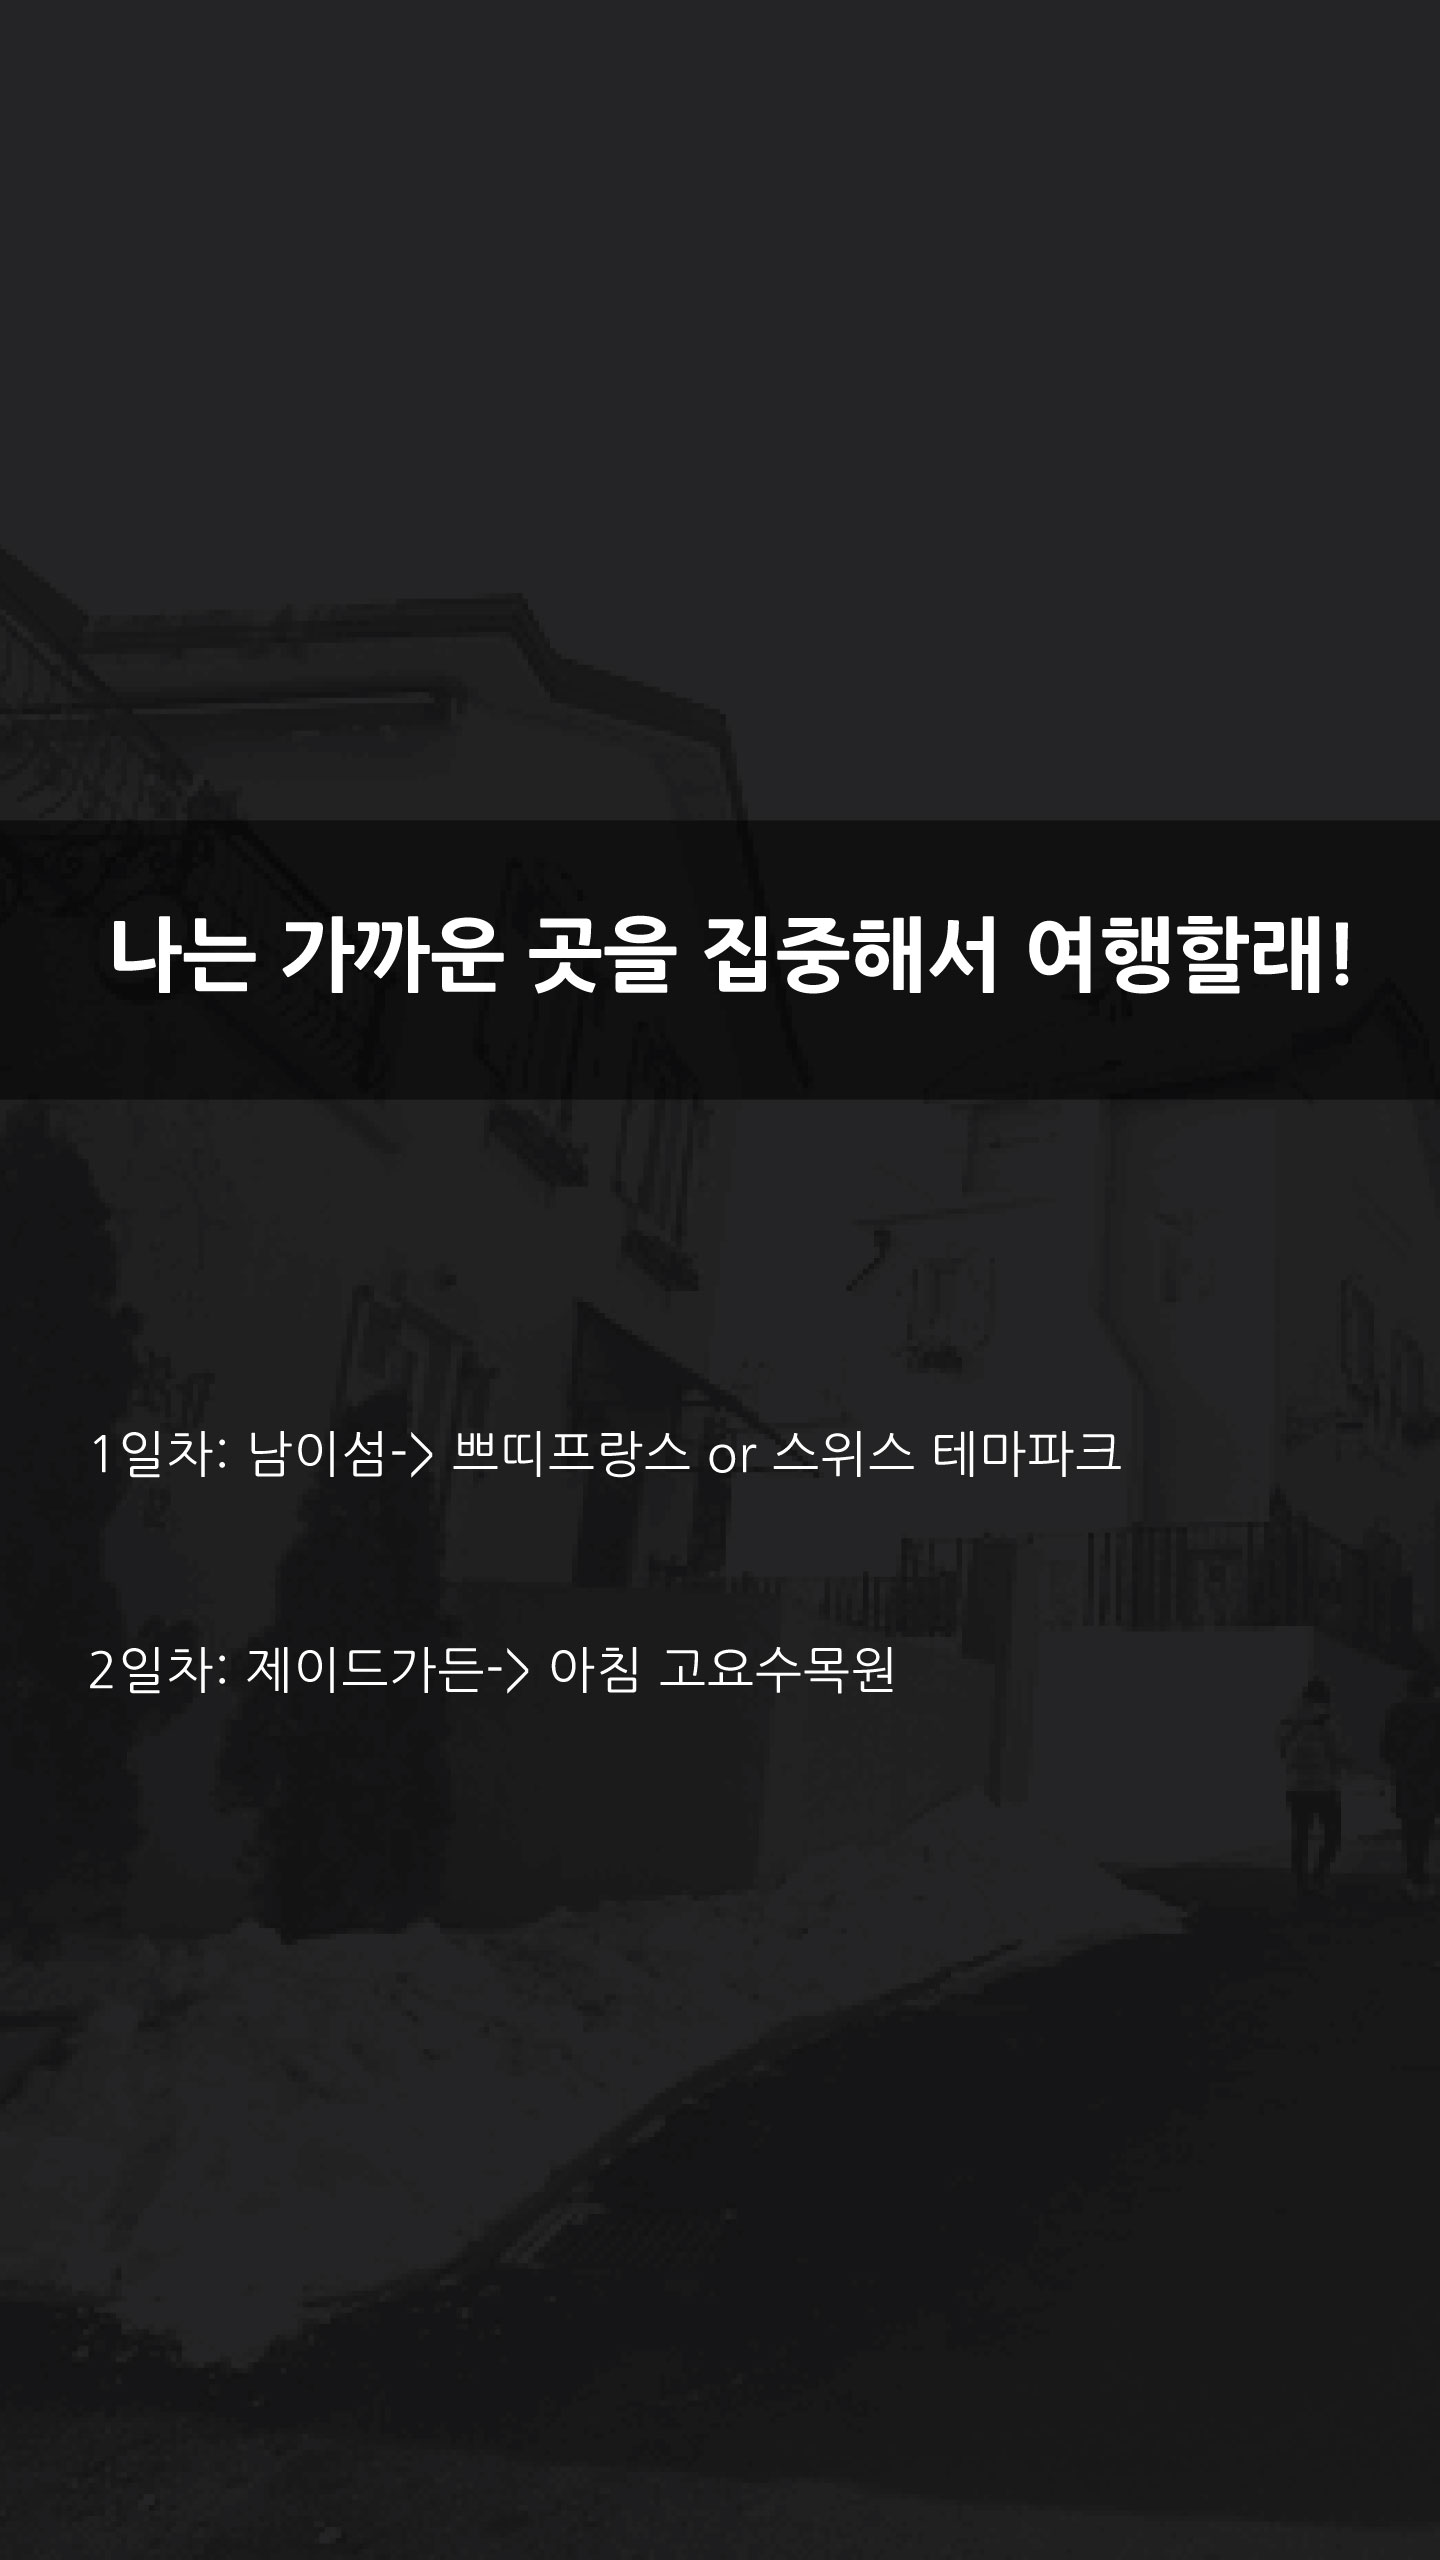 나는 가까운 곳을 집중해서 여행할래!
1일차: 남이섬-> 쁘띠프랑스 or 스위스 테마파크
2일차: 제이드가든-> 아침 고요수목원